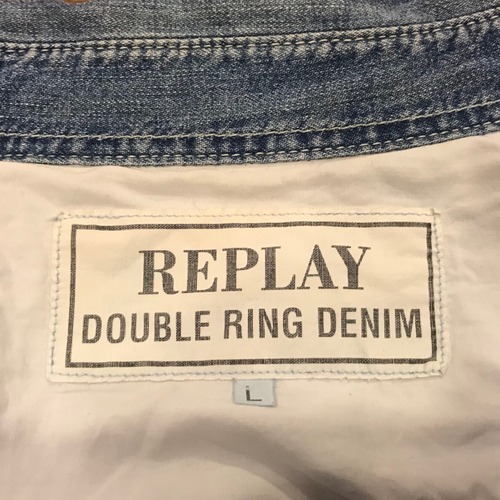 REPLAY
DOUBLE RING DENIM
L